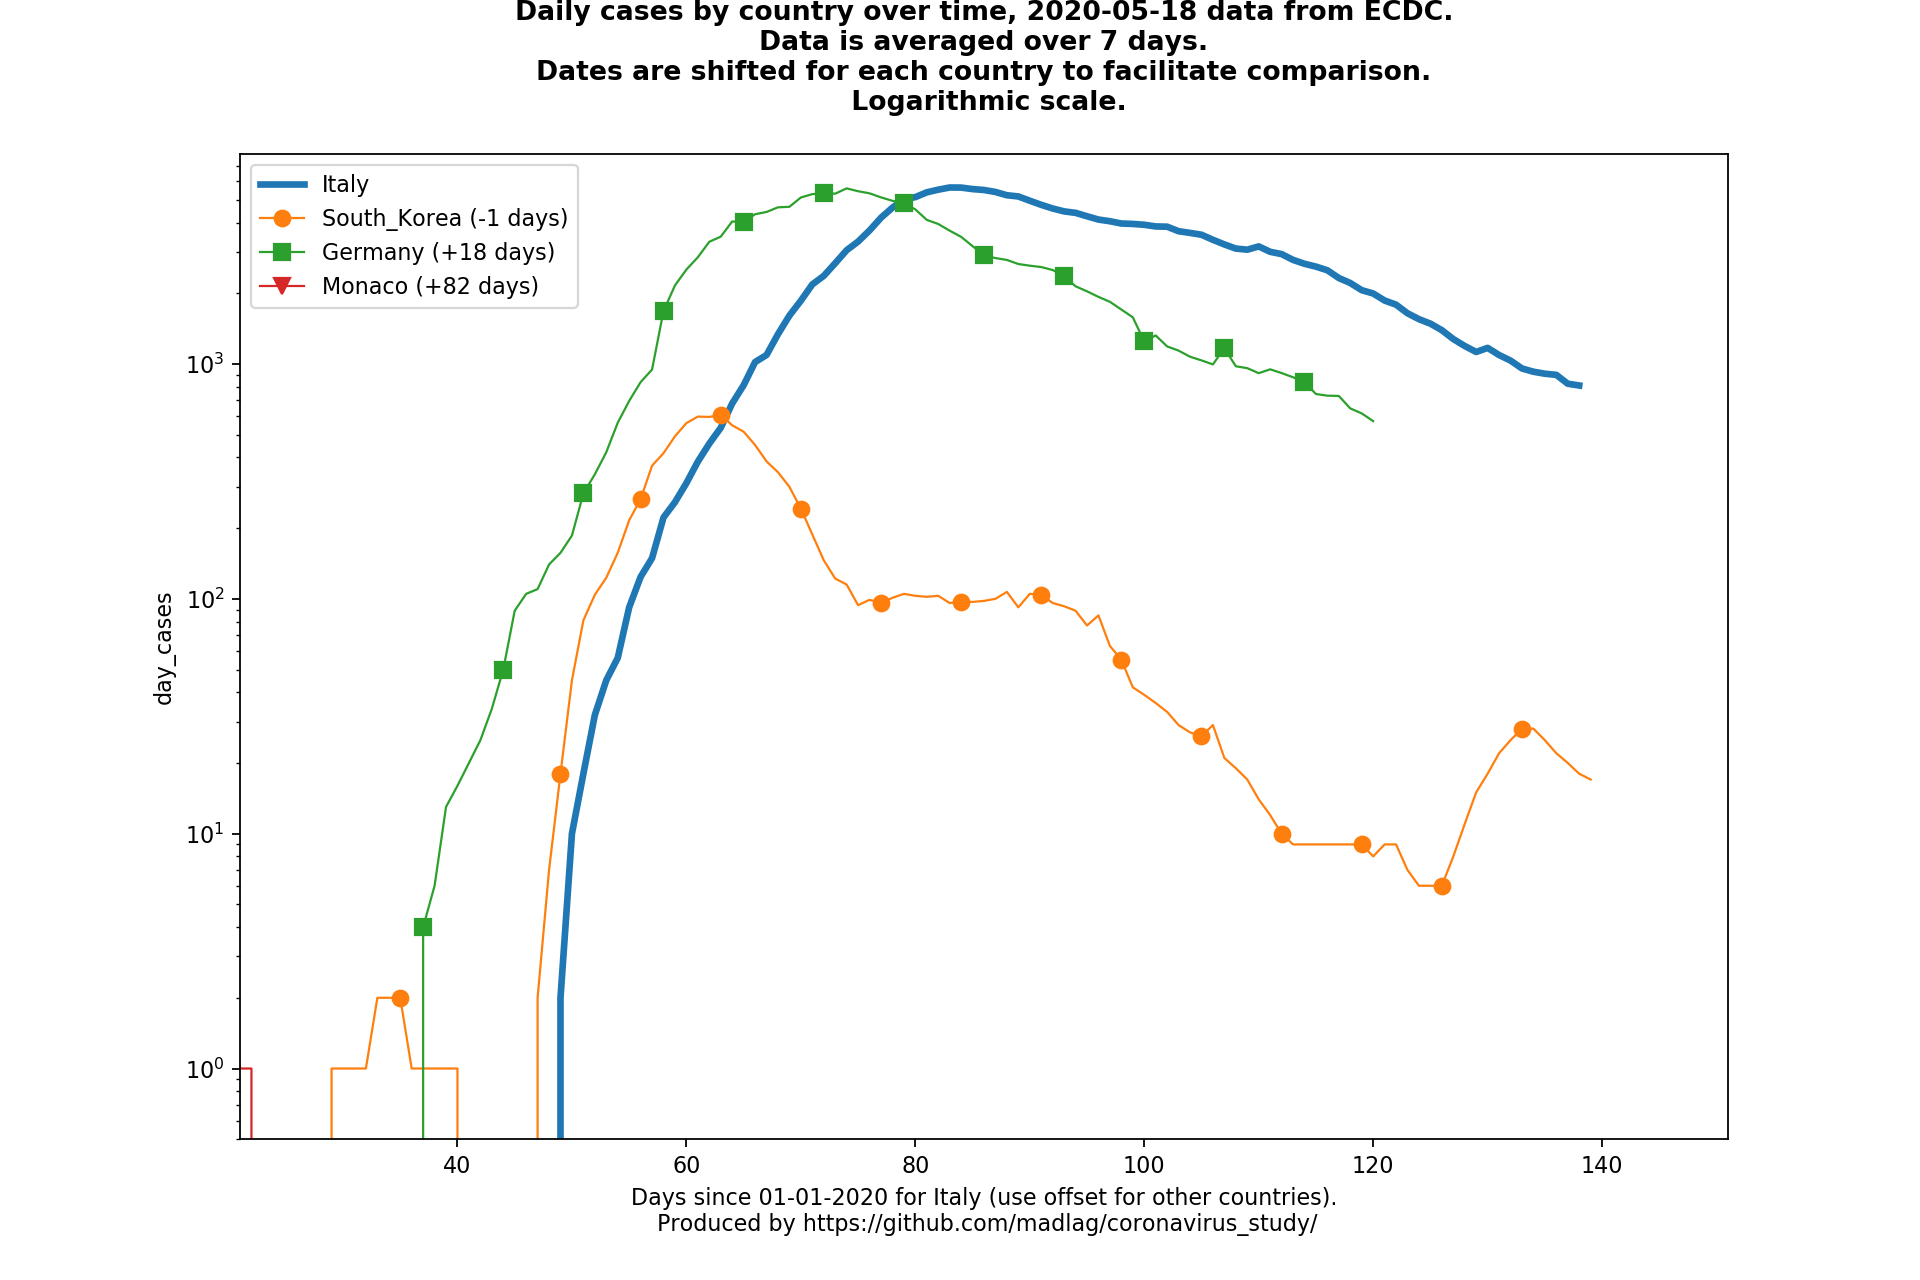 Daily cases by country over time, 2020-05-18 data from ECDC.
Data is averaged over 7 days.
Dates are shifted for each country to facilitate comparison.
Logarithmic scale.
Italy
South_Korea (-1 days)
Germany (+18 days)
Monaco (+82 days)
day_cases
10³
10²
10¹
10⁰
40 60 80 100 120 140
Days since 01-01-2020 for Italy (use offset for other countries).
Produced by https://github.com/madlag/coronavirus_study/